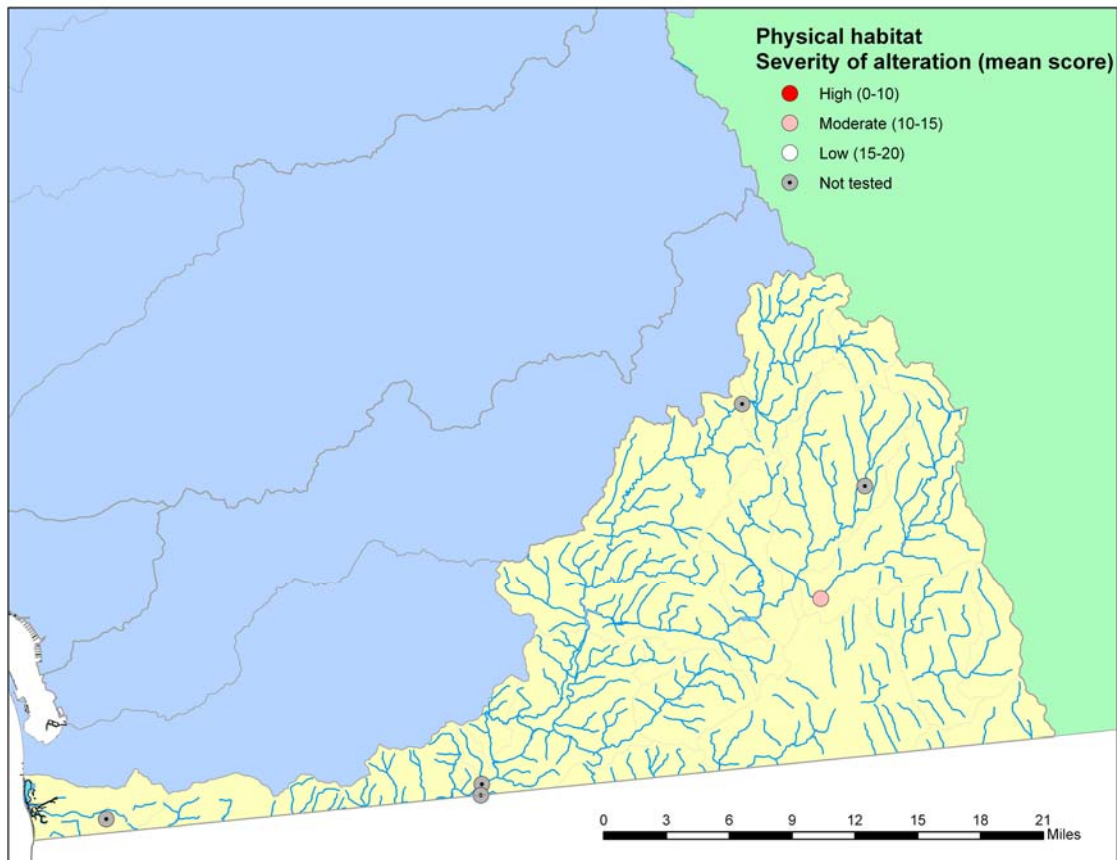 Physical habitat
Severity of alteration (mean score)
High (0-10)
Moderate (10-15)
Low (15-20)
Not tested
0 3 6 9 12 15 18 21
Miles